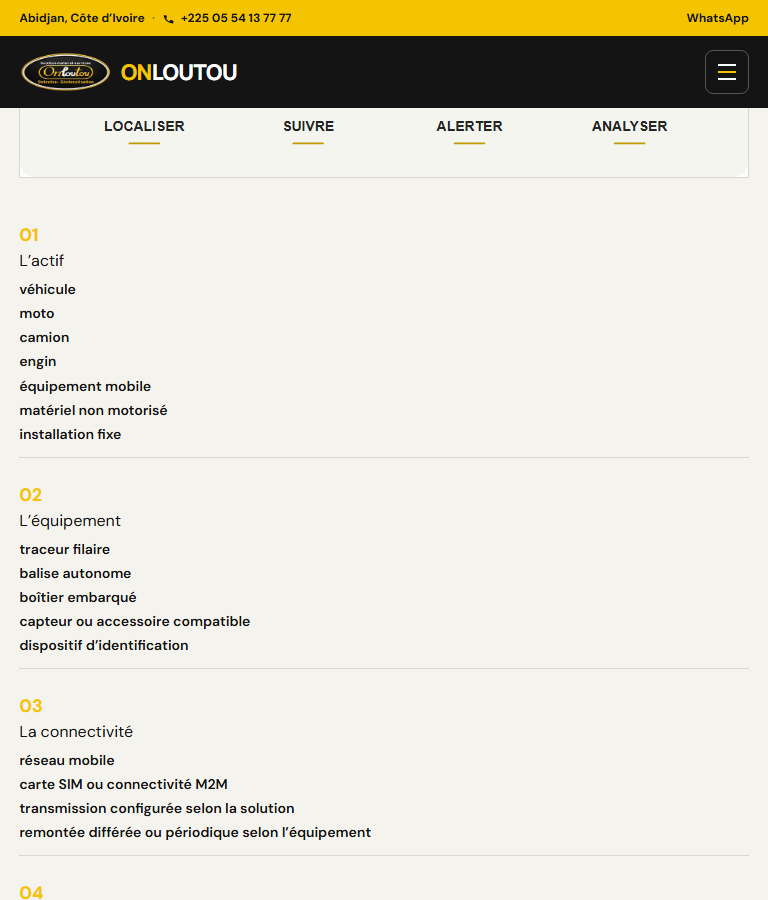 Abidjan, Côte d’Ivoire · +225 05 54 13 77 77
WhatsApp
Onloutou
ONLOUTOU
LOCALISER SUIVRE ALERTER ANALYSER
01
L’actif
véhicule
moto
camion
engin
équipement mobile
matériel non motorisé
installation fixe
02
L’équipement
traceur filaire
balise autonome
boîtier embarqué
capteur ou accessoire compatible
dispositif d’identification
03
La connectivité
réseau mobile
carte SIM ou connectivité M2M
transmission configurée selon la solution
remontée différée ou périodique selon l’équipement
04